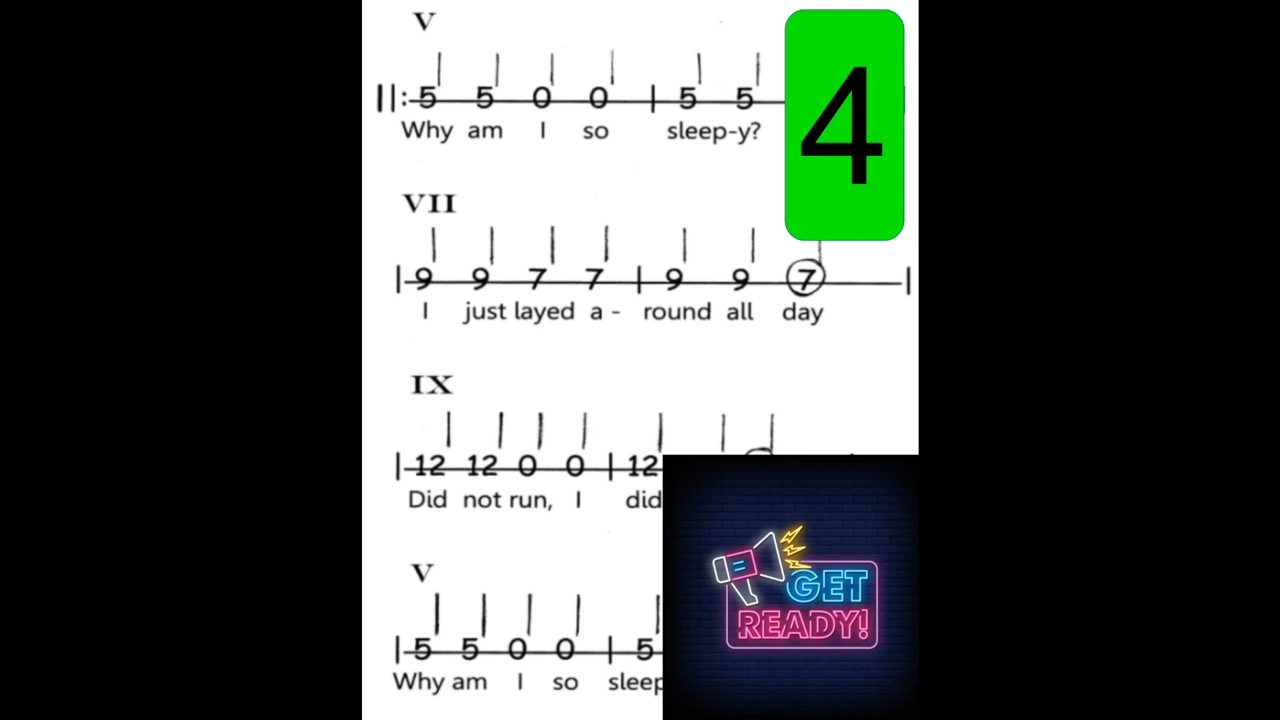 V
5 5 0 0 5 5
Why am I so sleep-y?
4
VII
9 9 7 7 9 9 7
I just layed a - round all day
IX
12 12 0 0 12
Did not run, I did
V
5 5 0 0 5
Why am I so sleep
GET
READY!